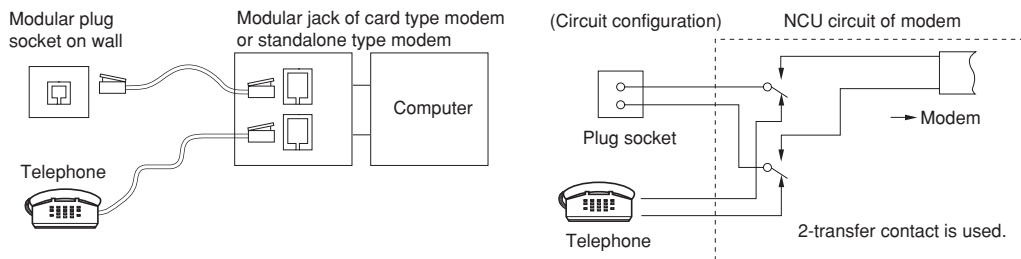 Modular plug
socket on wall
Modular jack of card type modem
or standalone type modem
Computer
Telephone
(Circuit configuration)
NCU circuit of modem
Plug socket
Modem
Telephone
2-transfer contact is used.